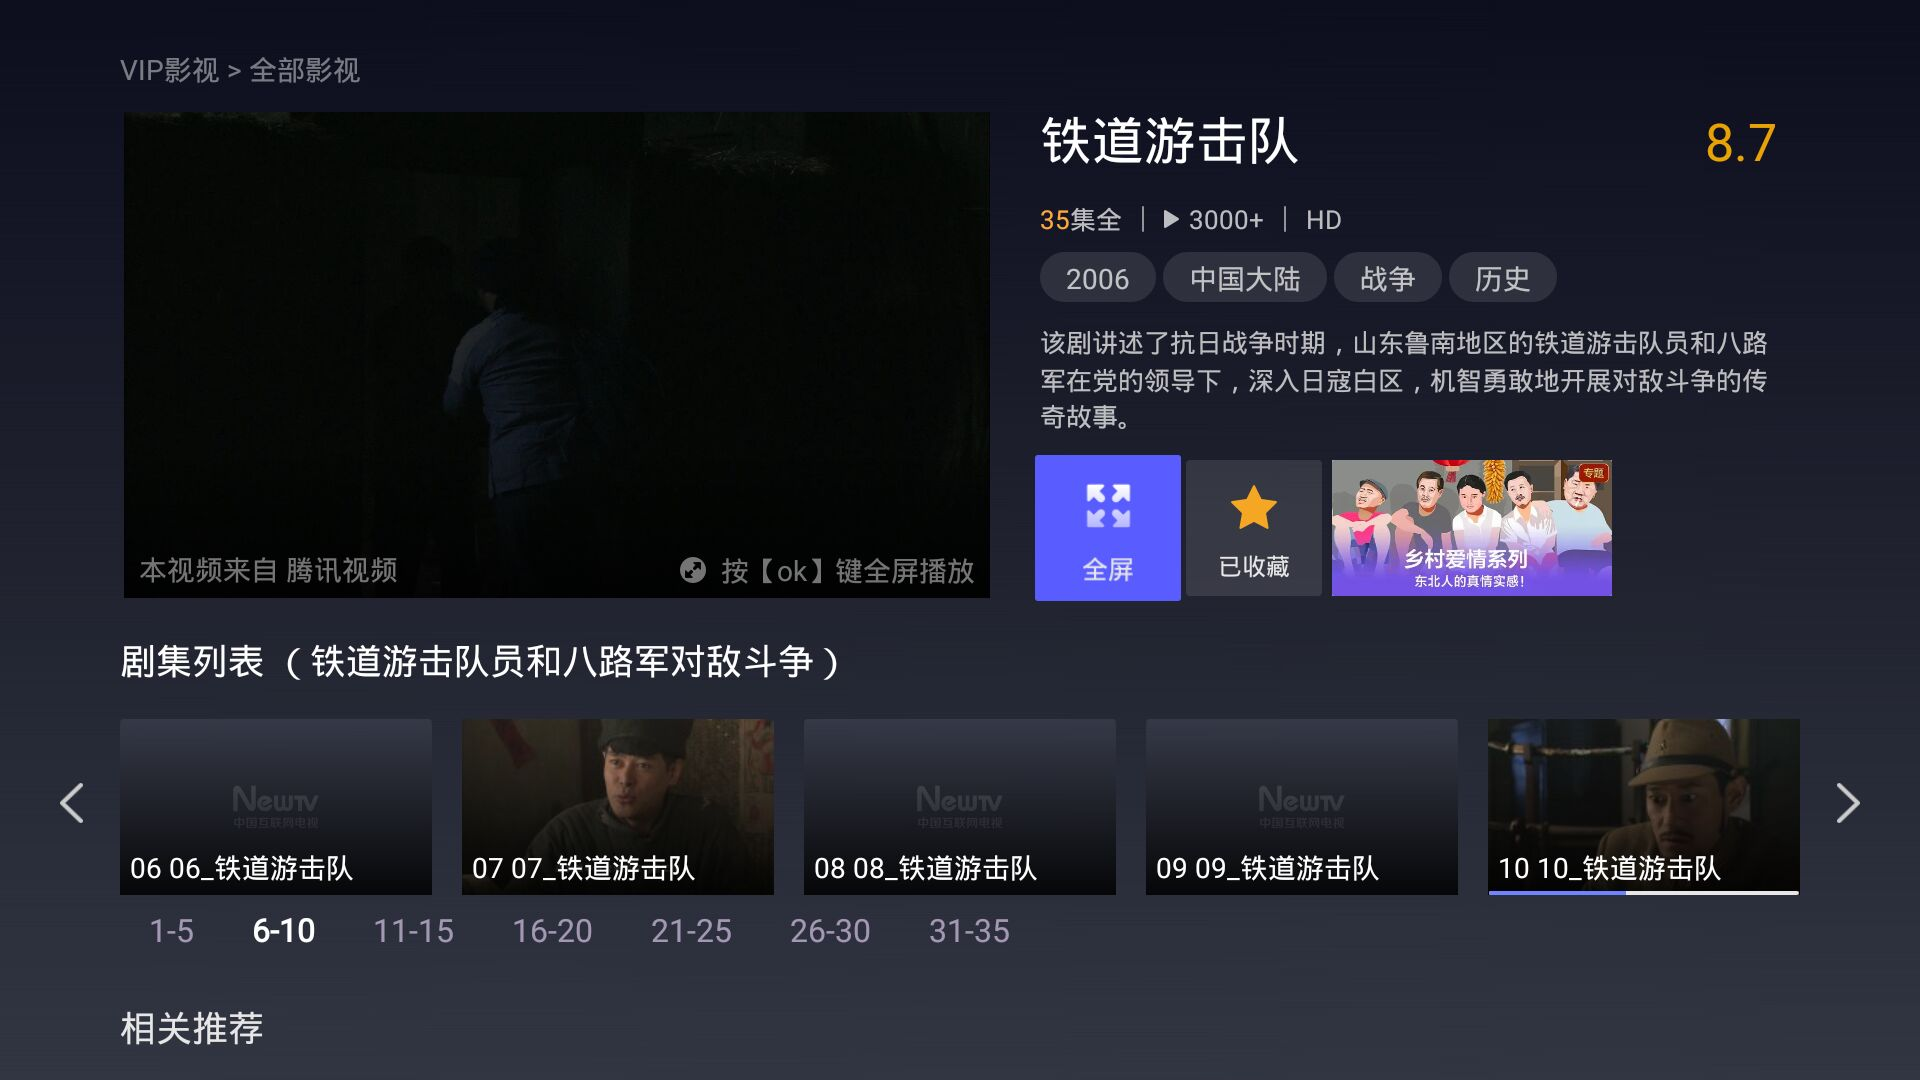 VIP影视 > 全部影视
铁道游击队
8.7
35集全 | 3000+ | HD
2006 中国大陆 战争 历史
该剧讲述了抗日战争时期，山东鲁南地区的铁道游击队员和八路
军在党的领导下，深入日寇白区，机智勇敢地开展对敌斗争的传
奇故事。
本视频来自 腾讯视频
按【ok】键全屏播放
全屏
已收藏
专题
乡村爱情系列
东北人的真情实感！
剧集列表（铁道游击队员和八路军对敌斗争）
NewTV
中国互联网电视
06 06_铁道游击队
07 07_铁道游击队
NewTV
中国互联网电视
08 08_铁道游击队
NewTV
中国互联网电视
09 09_铁道游击队
10 10_铁道游击队
1-5 6-10 11-15 16-20 21-25 26-30 31-35
相关推荐